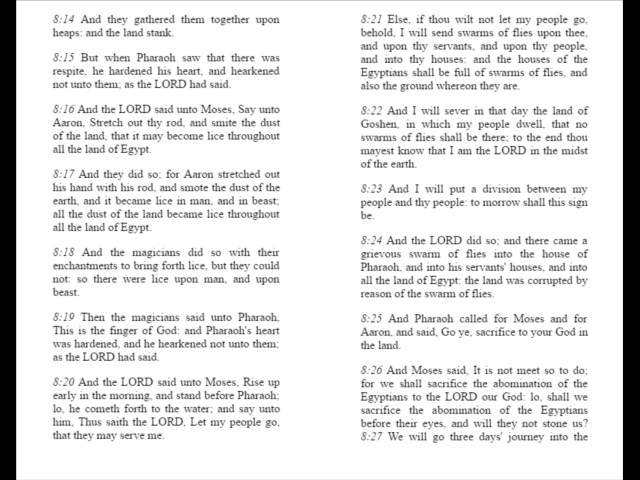 8:14 And they gathered them together upon
heaps: and the land stank.
8:15 But when Pharaoh saw that there was
respite, he hardened his heart, and hearkened
not unto them; as the LORD had said.
8:16 And the LORD said unto Moses, Say unto
Aaron, Stretch out thy rod, and smite the dust
of the land, that it may become lice throughout
all the land of Egypt.
8:17 And they did so; for Aaron stretched out
his hand with his rod, and smote the dust of the
earth, and it became lice in man, and in beast;
all the dust of the land became lice throughout
all the land of Egypt.
8:18 And the magicians did so with their
enchantments to bring forth lice, but they could
not: so there were lice upon man, and upon
beast.
8:19 Then the magicians said unto Pharaoh,
This is the finger of God: and Pharaoh's heart
was hardened, and he hearkened not unto them;
as the LORD had said.
8:20 And the LORD said unto Moses, Rise up
early in the morning, and stand before Pharaoh;
lo, he cometh forth to the water; and say unto
him, Thus saith the LORD, Let my people go,
that they may serve me.
8:21 Else, if thou wilt not let my people go,
behold, I will send swarms of flies upon thee,
and upon thy servants, and upon thy people,
and into thy houses: and the houses of the
Egyptians shall be full of swarms of flies, and
also the ground whereon they are.
8:22 And I will sever in that day the land of
Goshen, in which my people dwell, that no
swarms of flies shall be there; to the end thou
mayest know that I am the LORD in the midst
of the earth.
8:23 And I will put a division between my
people and thy people: to morrow shall this sign
be.
8:24 And the LORD did so; and there came a
grievous swarm of flies into the house of
Pharaoh, and into his servants' houses, and into
all the land of Egypt: the land was corrupted by
reason of the swarm of flies.
8:25 And Pharaoh called for Moses and for
Aaron, and said, Go ye, sacrifice to your God in
the land.
8:26 And Moses said, It is not meet so to do;
for we shall sacrifice the abomination of the
Egyptians to the LORD our God: lo, shall we
sacrifice the abomination of the Egyptians
before their eyes, and will they not stone us?
8:27 We will go three days' journey into the